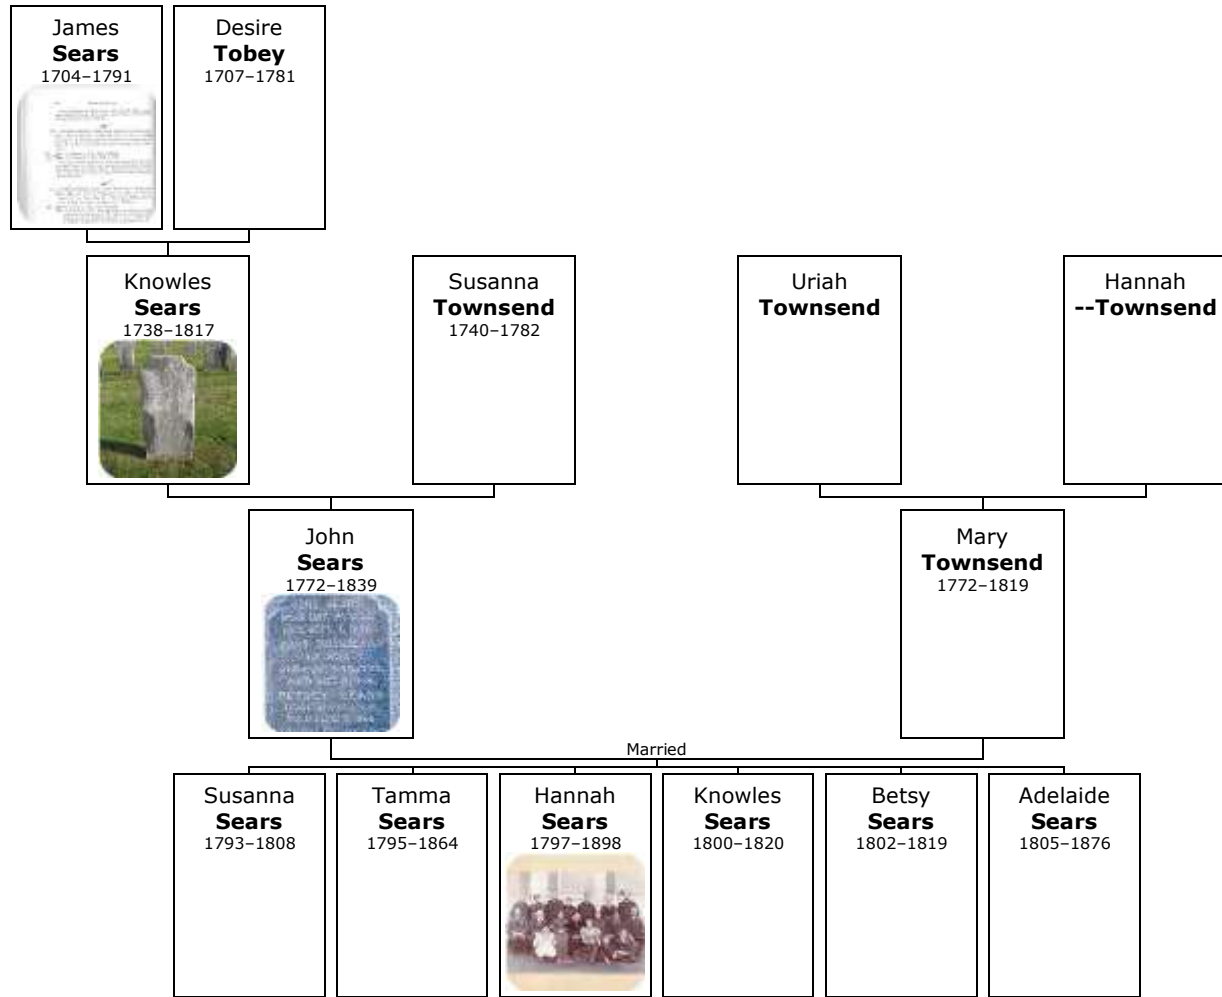 James
Sears
1704–1791
Desire
Tobey
1707–1781
Knowles
Sears
1738–1817
Susanna
Townsend
1740–1782
Uriah
Townsend
Hannah
--Townsend
John
Sears
1772–1839
Mary
Townsend
1772–1819
Married
Susanna
Sears
1793–1808
Tamma
Sears
1795–1864
Hannah
Sears
1797–1898
Knowles
Sears
1800–1820
Betsy
Sears
1802–1819
Adelaide
Sears
1805–1876